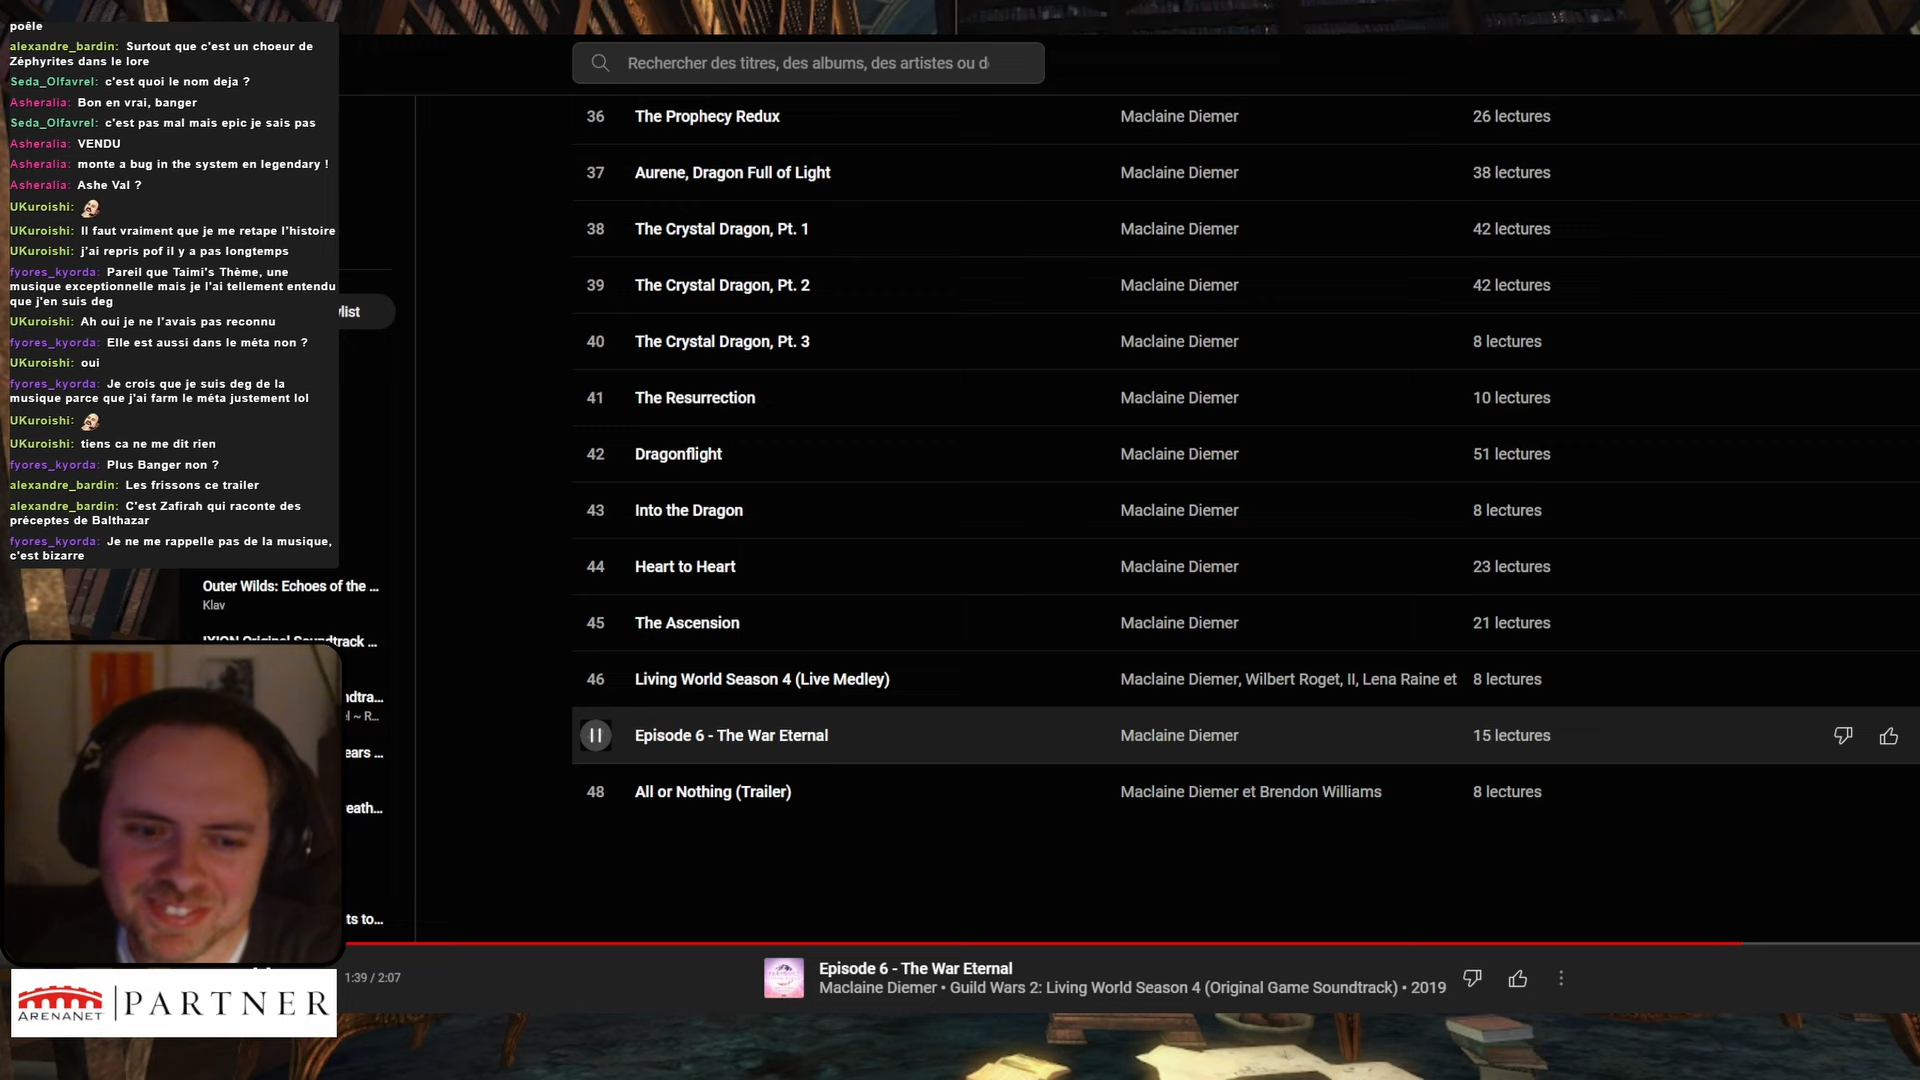 poêle
alexandre_bardin: Surtout que c'est un choeur de
Zéphyrites dans le lore
Seda_Olfavrel: c'est quoi le nom deja ?
Asheralia: Bon en vrai, banger
Seda_Olfavrel: c'est pas mal mais epic je sais pas
Asheralia: VENDU
Asheralia: monte a bug in the system en legendary !
Asheralia: Ashe Val ?
UKuroishi:
UKuroishi: Il faut vraiment que je me retape l'histoire
UKuroishi: j'ai repris pof il y a pas longtemps
fyores_kyorda: Pareil que Taimi's Thème, une
musique exceptionnelle mais je l'ai tellement entendu
que j'en suis deg
UKuroishi: Ah oui je ne l'avais pas reconnu
fyores_kyorda: Elle est aussi dans le méta non ?
UKuroishi: oui
fyores_kyorda: Je crois que je suis deg de la
musique parce que j'ai farm le méta justement lol
UKuroishi:
UKuroishi: tiens ca ne me dit rien
fyores_kyorda: Plus Banger non ?
alexandre_bardin: Les frissons ce trailer
alexandre_bardin: C'est Zafirah qui raconte des
préceptes de Balthazar
fyores_kyorda: Je ne me rappelle pas de la musique,
c'est bizarre
ylist
Outer Wilds: Echoes of the ...
Klav
IXION Original Soundtrack ...
ndtra...
l ~ R...
ears ...
eath...
ts to...
Rechercher des titres, des albums, des artistes ou d
36 The Prophecy Redux Maclaine Diemer 26 lectures
37 Aurene, Dragon Full of Light Maclaine Diemer 38 lectures
38 The Crystal Dragon, Pt. 1 Maclaine Diemer 42 lectures
39 The Crystal Dragon, Pt. 2 Maclaine Diemer 42 lectures
40 The Crystal Dragon, Pt. 3 Maclaine Diemer 8 lectures
41 The Resurrection Maclaine Diemer 10 lectures
42 Dragonflight Maclaine Diemer 51 lectures
43 Into the Dragon Maclaine Diemer 8 lectures
44 Heart to Heart Maclaine Diemer 23 lectures
45 The Ascension Maclaine Diemer 21 lectures
46 Living World Season 4 (Live Medley) Maclaine Diemer, Wilbert Roget, II, Lena Raine et 8 lectures
Episode 6 - The War Eternal Maclaine Diemer 15 lectures
48 All or Nothing (Trailer) Maclaine Diemer et Brendon Williams 8 lectures
1:39 / 2:07
Episode 6 - The War Eternal
Maclaine Diemer • Guild Wars 2: Living World Season 4 (Original Game Soundtrack) • 2019
ARENANET PARTNER